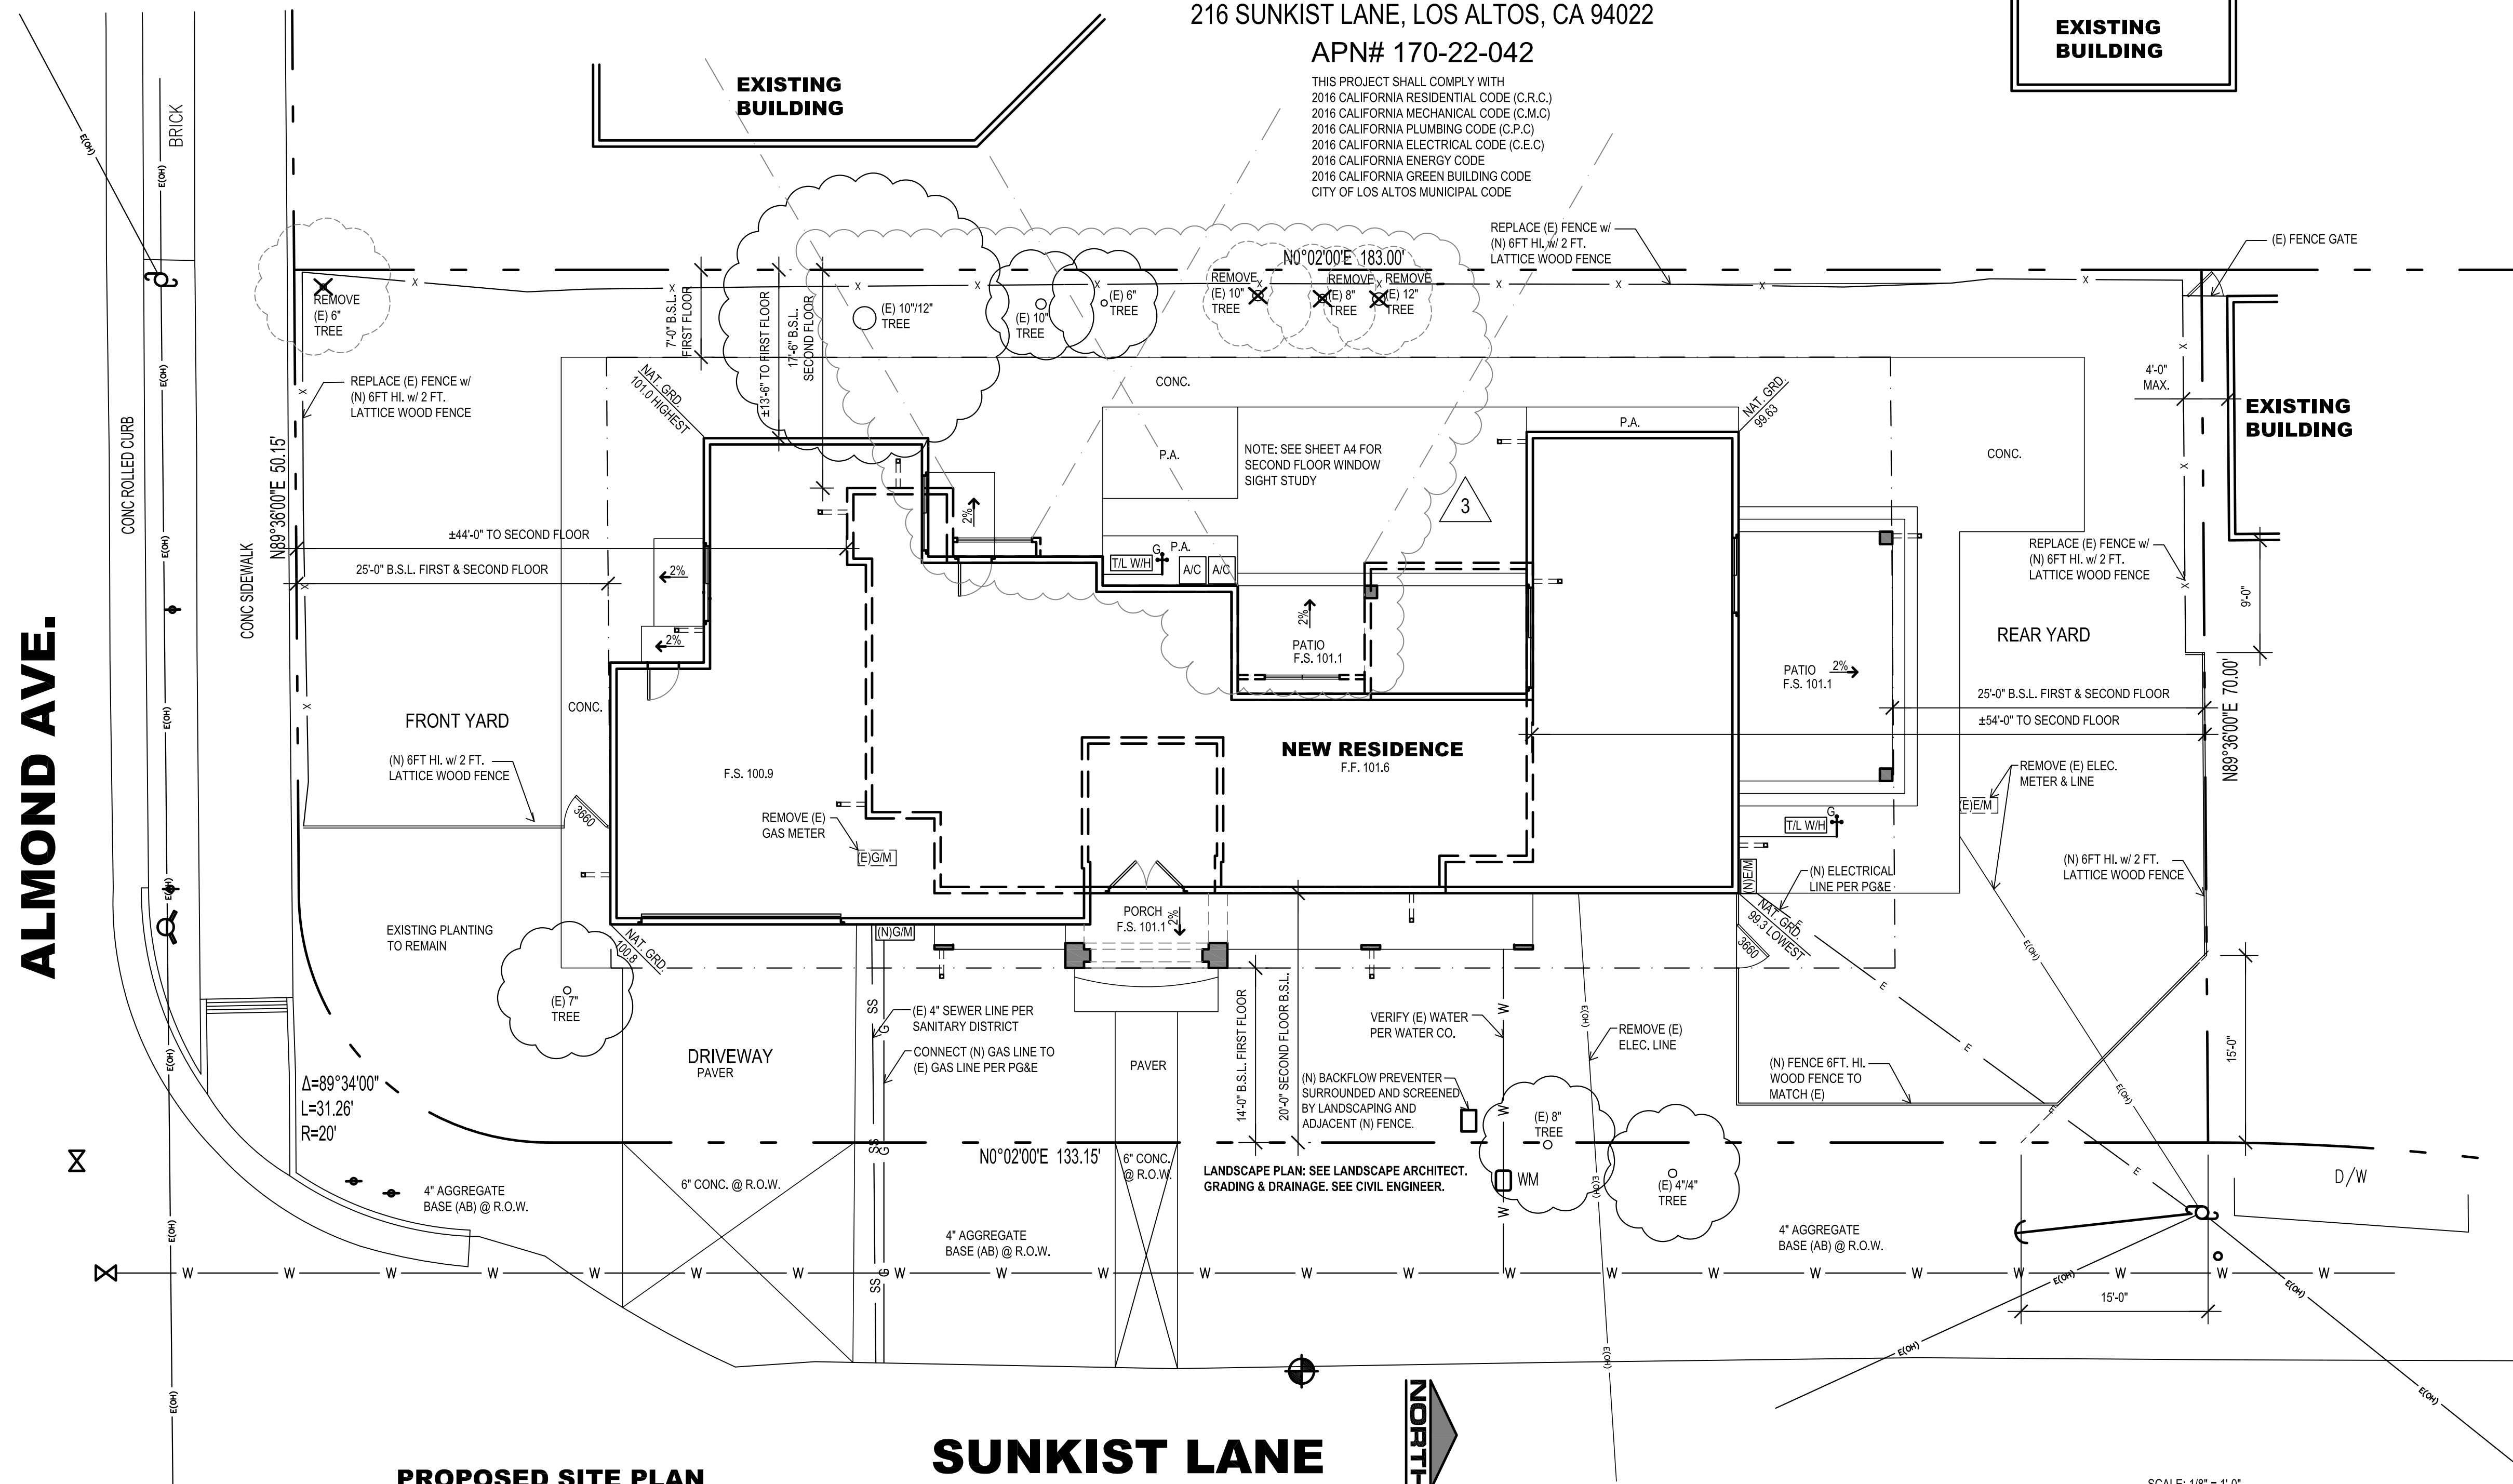 216 SUNKIST LANE, LOS ALTOS, CA 94022
APN# 170-22-042
THIS PROJECT SHALL COMPLY WITH
2016 CALIFORNIA RESIDENTIAL CODE (C.R.C.)
2016 CALIFORNIA MECHANICAL CODE (C.M.C)
2016 CALIFORNIA PLUMBING CODE (C.P.C)
2016 CALIFORNIA ELECTRICAL CODE (C.E.C)
2016 CALIFORNIA ENERGY CODE
2016 CALIFORNIA GREEN BUILDING CODE
CITY OF LOS ALTOS MUNICIPAL CODE
EXISTING
BUILDING
EXISTING
BUILDING
BRICK
E(OH)
E(OH)
REPLACE (E) FENCE w/
(N) 6FT HI. w/ 2 FT.
LATTICE WOOD FENCE
(E) FENCE GATE
N0°02'00"E 183.00'
REMOVE
(E) 6"
TREE
7'-0" B.S.L.
FIRST FLOOR
±13'-6" TO FIRST FLOOR
17'-6" B.S.L.
SECOND FLOOR
(E) 10"/12"
TREE
(E) 10"
TREE
(E) 6"
TREE
REMOVE
(E) 10"
TREE
REMOVE
(E) 8"
TREE
REMOVE
(E) 12"
TREE
X X X X X X X X X X
REPLACE (E) FENCE w/
(N) 6FT HI. w/ 2 FT.
LATTICE WOOD FENCE
NAT. GRD.
101.0 HIGHEST
CONC.
NAT. GRD.
99.63
4'-0"
MAX.
EXISTING
BUILDING
P.A.
P.A.
NOTE: SEE SHEET A4 FOR
SECOND FLOOR WINDOW
SIGHT STUDY
3
CONC.
CONC ROLLED CURB
CONC SIDEWALK
N89°36'00"E 50.15'
±44'-0" TO SECOND FLOOR
25'-0" B.S.L. FIRST & SECOND FLOOR
2%
2%
2%
T/L W/H
G
P.A.
A/C
A/C
2%
PATIO
F.S. 101.1
REPLACE (E) FENCE w/
(N) 6FT HI. w/ 2 FT.
LATTICE WOOD FENCE
9'-0"
REAR YARD
PATIO 2%
F.S. 101.1
25'-0" B.S.L. FIRST & SECOND FLOOR
±54'-0" TO SECOND FLOOR
N89°36'00"E 70.00'
ALMOND AVE.
FRONT YARD
CONC.
(N) 6FT HI. w/ 2 FT.
LATTICE WOOD FENCE
3660
F.S. 100.9
REMOVE (E)
GAS METER
(E)G/M
NEW RESIDENCE
F.F. 101.6
REMOVE (E) ELEC.
METER & LINE
(E)E/M
T/L W/H
G
(N)E/M
(N) ELECTRICAL
LINE PER PG&E
(N) 6FT HI. w/ 2 FT.
LATTICE WOOD FENCE
EXISTING PLANTING
TO REMAIN
NAT. GRD.
100.8
(N)G/M
PORCH
F.S. 101.1
2%
NAT. GRD.
99.3 LOWEST
3660
E(OH)
(E) 7"
TREE
DRIVEWAY
PAVER
SS
G
(E) 4" SEWER LINE PER
SANITARY DISTRICT
CONNECT (N) GAS LINE TO
(E) GAS LINE PER PG&E
PAVER
14'-0" B.S.L. FIRST FLOOR
20'-0" SECOND FLOOR B.S.L.
VERIFY (E) WATER
PER WATER CO.
W
E(OH)
REMOVE (E)
ELEC. LINE
(N) BACKFLOW PREVENTER
SURROUNDED AND SCREENED
BY LANDSCAPING AND
ADJACENT (N) FENCE.
(E) 8"
TREE
(N) FENCE 6FT. HI.
WOOD FENCE TO
MATCH (E)
E
E
E(OH)
15'-0"
Δ=89°34'00"
L=31.26'
R=20'
N0°02'00"E 133.15'
6" CONC.
@ R.O.W.
6" CONC. @ R.O.W.
LANDSCAPE PLAN: SEE LANDSCAPE ARCHITECT.
GRADING & DRAINAGE. SEE CIVIL ENGINEER.
WM
(E) 4"/4"
TREE
D/W
4" AGGREGATE
BASE (AB) @ R.O.W.
4" AGGREGATE
BASE (AB) @ R.O.W.
4" AGGREGATE
BASE (AB) @ R.O.W.
W W W W W W W W W W W W W W W W W W W W W W
E(OH)
E(OH)
15'-0"
E(OH)
E(OH)
E(OH)
E(OH)
NORTH
SUNKIST LANE
PROPOSED SITE PLAN
SCALE: 1/8" = 1'-0"